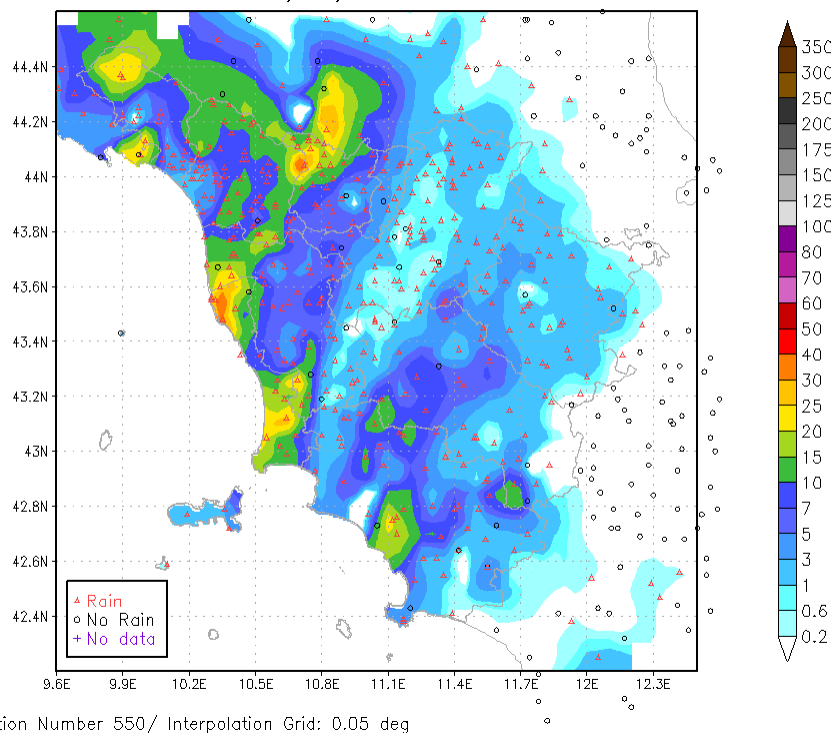 44.4N
44.2N
44N
43.8N
43.6N
43.4N
43.2N
43N
42.8N
42.6N
42.4N
9.6E 9.9E 10.2E 10.5E 10.8E 11.1E 11.4E 11.7E 12E 12.3E
Rain
No Rain
No data
350
300
250
200
175
150
125
100
80
70
60
50
40
30
25
20
15
10
7
5
3
1
0.6
0.2
tion Number 550/ Interpolation Grid: 0.05 deg